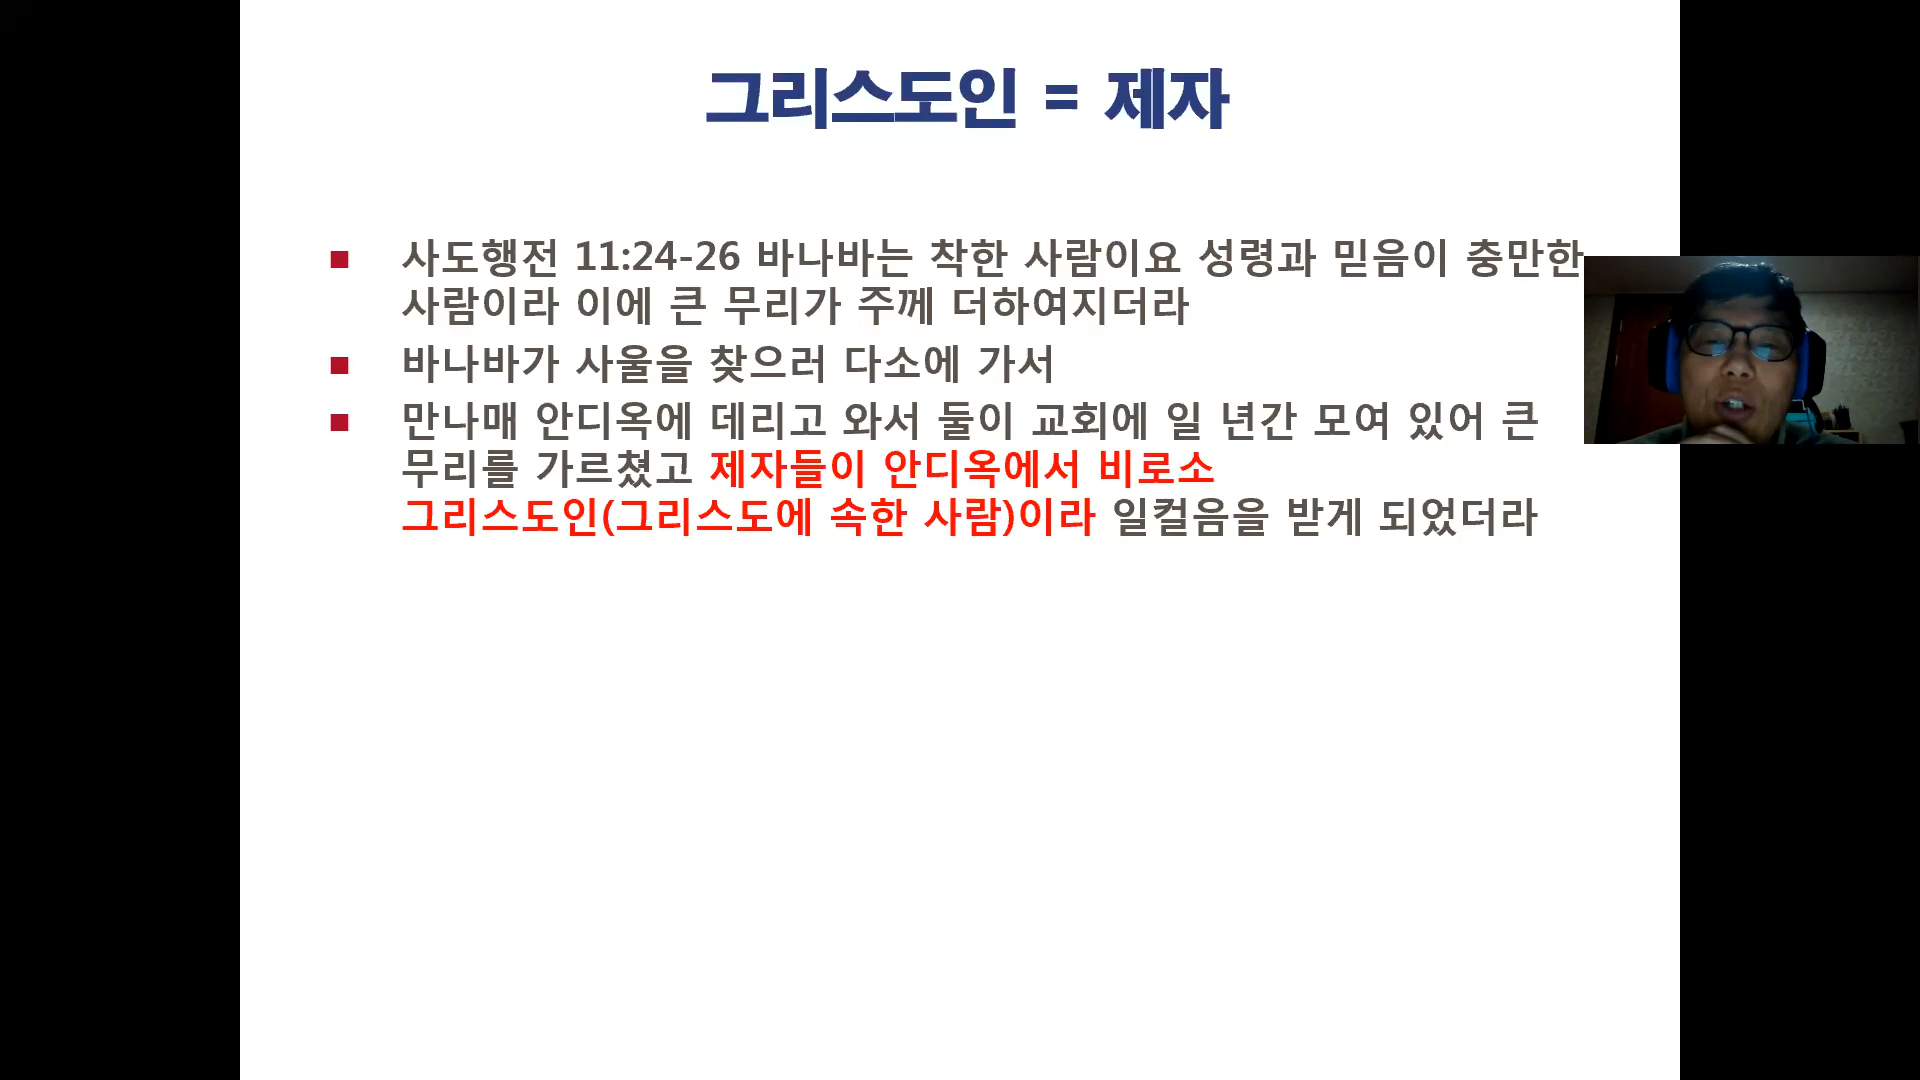 그리스도인 = 제자
사도행전 11:24-26 바나바는 착한 사람이요 성령과 믿음이 충만한
사람이라 이에 큰 무리가 주께 더하여지더라
바나바가 사울을 찾으러 다소에 가서
만나매 안디옥에 데리고 와서 둘이 교회에 일 년간 모여 있어 큰
무리를 가르쳤고 제자들이 안디옥에서 비로소
그리스도인(그리스도에 속한 사람)이라 일컬음을 받게 되었더라